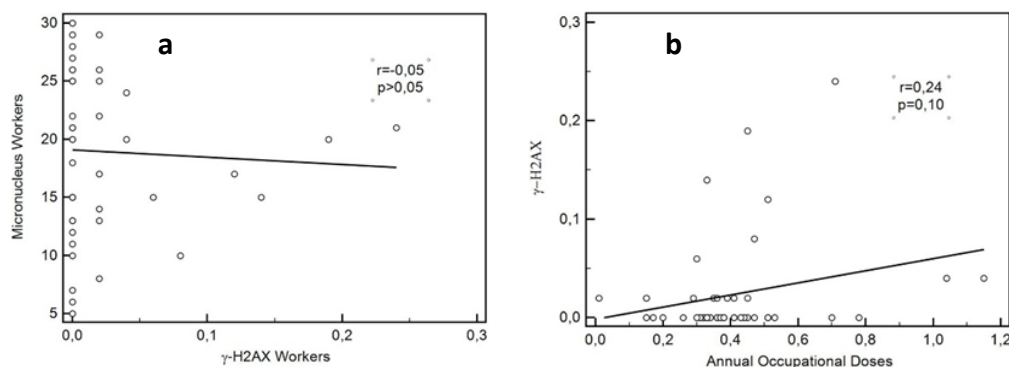 a
r=-0,05
p>0,05
30
25
20
15
10
5
0,0
0,1
0,2
0,3
Micronucleus Workers
γ-H2AX Workers
b
r=0,24
p=0,10
0,3
0,2
0,1
0,0
0,0
0,2
0,4
0,6
0,8
1,0
1,2
γ-H2AX
Annual Occupational Doses